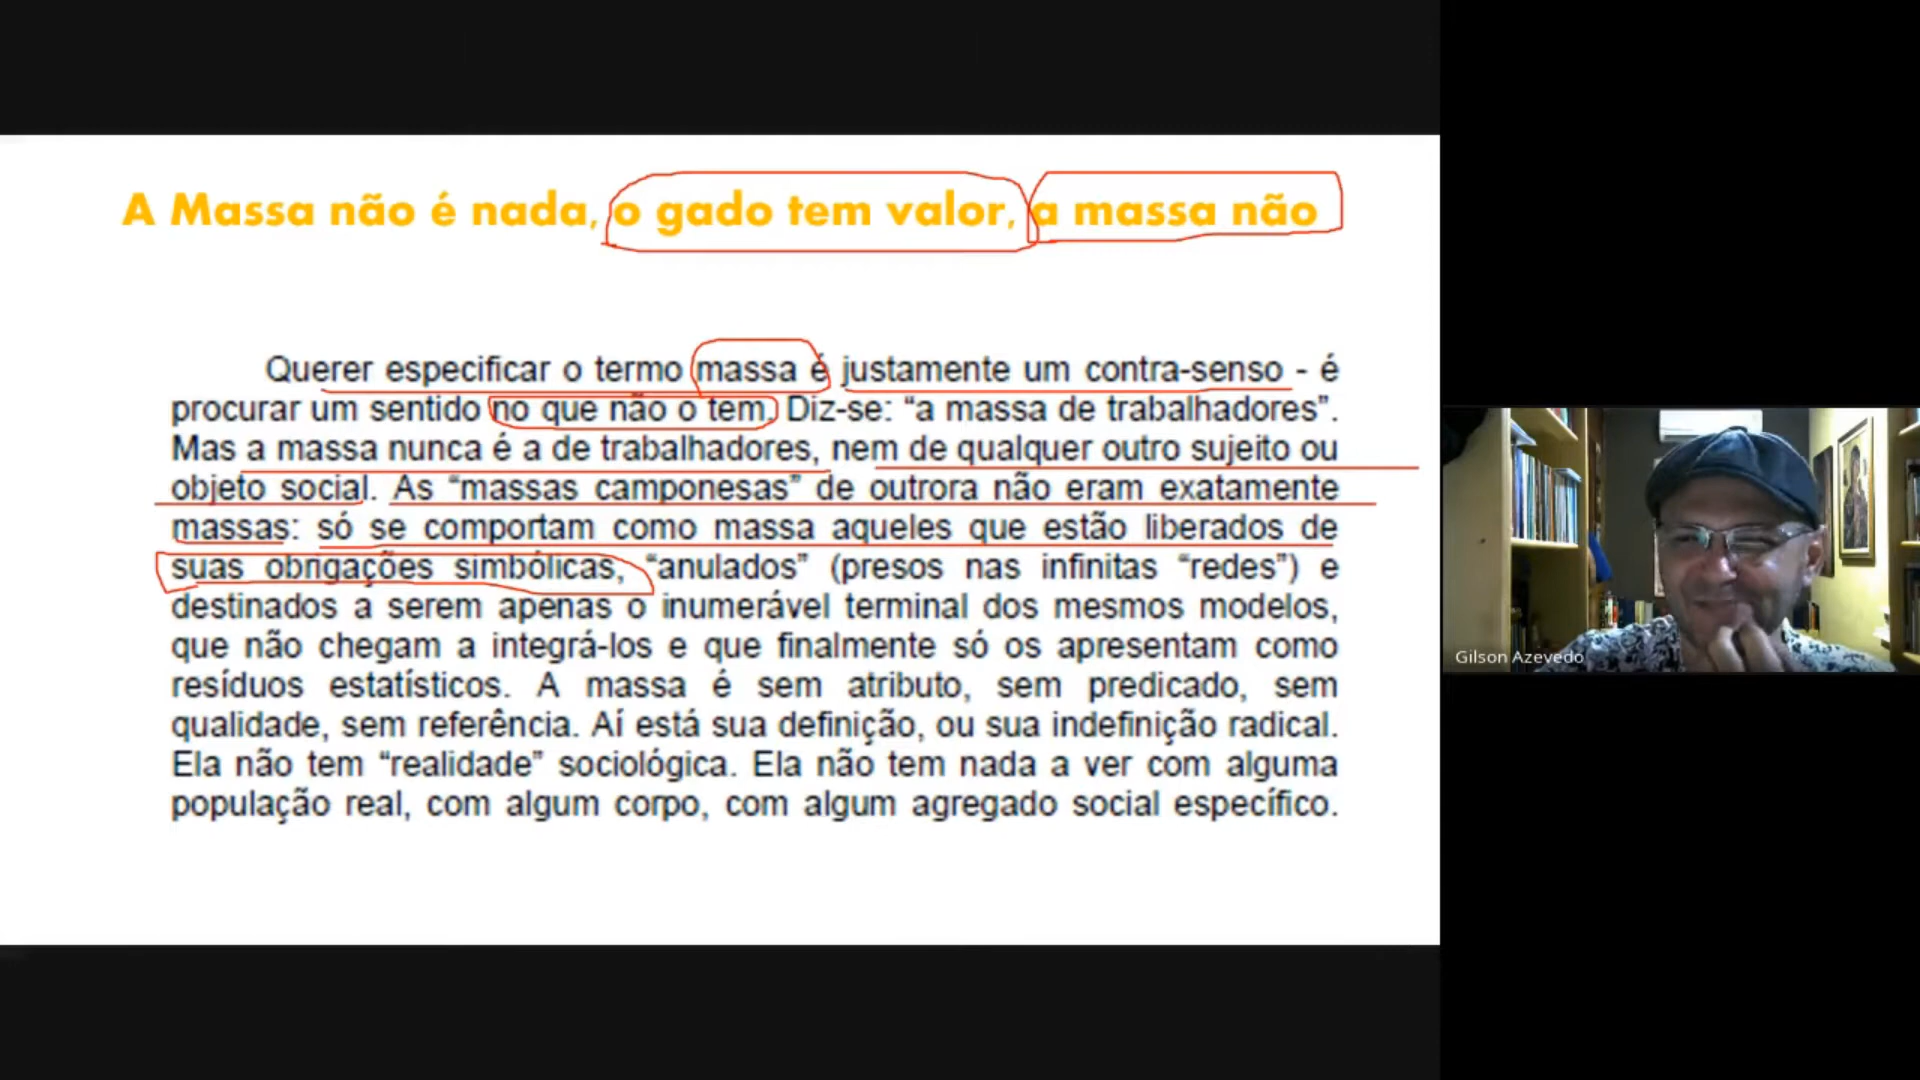 A Massa não é nada, o gado tem valor, a massa não
Querer especificar o termo massa é justamente um contra-senso - é
procurar um sentido no que não o tem. Diz-se: “a massa de trabalhadores”.
Mas a massa nunca é a de trabalhadores, nem de qualquer outro sujeito ou
objeto social. As “massas camponesas” de outrora não eram exatamente
massas: só se comportam como massa aqueles que estão liberados de
suas obrigações simbólicas, “anulados” (presos nas infinitas “redes”) e
destinados a serem apenas o inumerável terminal dos mesmos modelos,
que não chegam a integrá-los e que finalmente só os apresentam como
resíduos estatísticos. A massa é sem atributo, sem predicado, sem
qualidade, sem referência. Aí está sua definição, ou sua indefinição radical.
Ela não tem “realidade” sociológica. Ela não tem nada a ver com alguma
população real, com algum corpo, com algum agregado social específico.
Gilson Azevedo